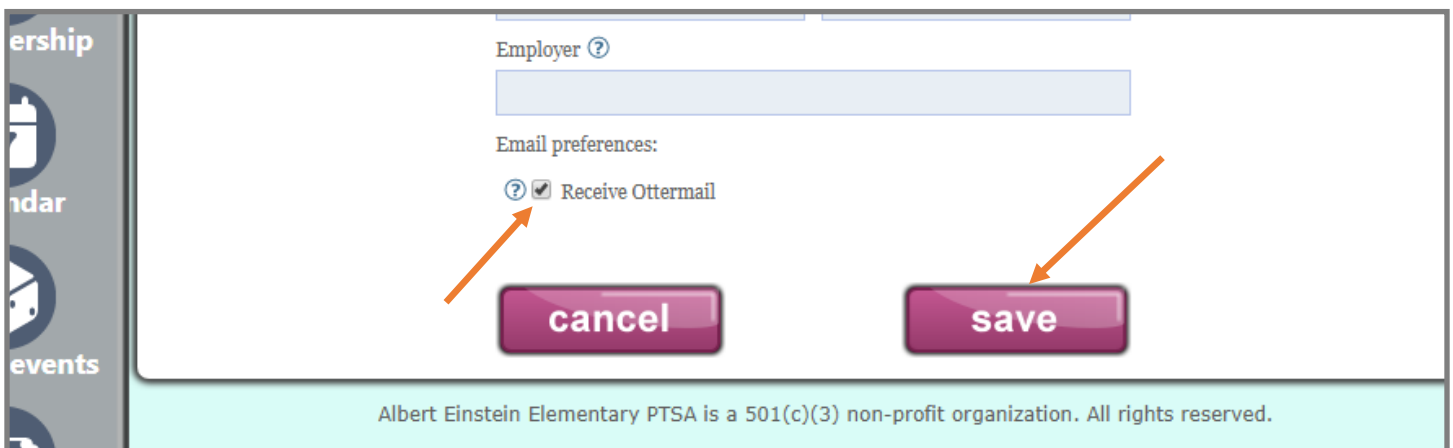 ership
Employer ?
Email preferences:
ndar
? Receive Ottermail
cancel
save
events
Albert Einstein Elementary PTSA is a 501(c)(3) non-profit organization. All rights reserved.